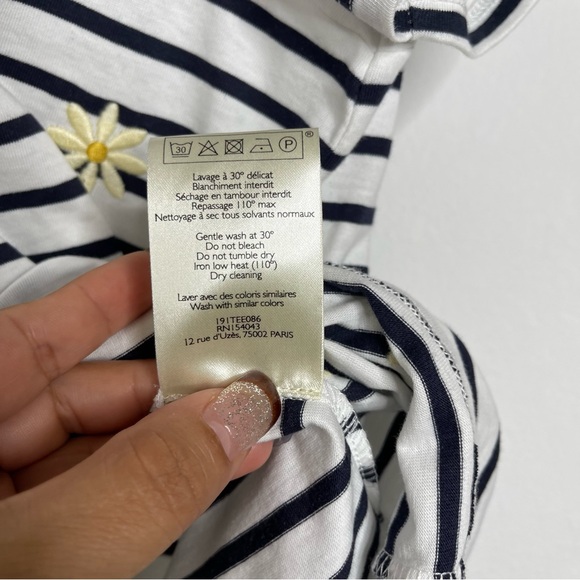 30 P ®
Lavage à 30° délicat
Blanchiment interdit
Séchage en tambour interdit
Repassage 110° max
Nettoyage à sec tous solvants normaux
Gentle wash at 30°
Do not bleach
Do not tumble dry
Iron low heat (110°)
Dry cleaning
Laver avec des coloris similaires
Wash with similar colors
191TEE086
RN154043
12 rue d'Uzès, 75002 PARIS